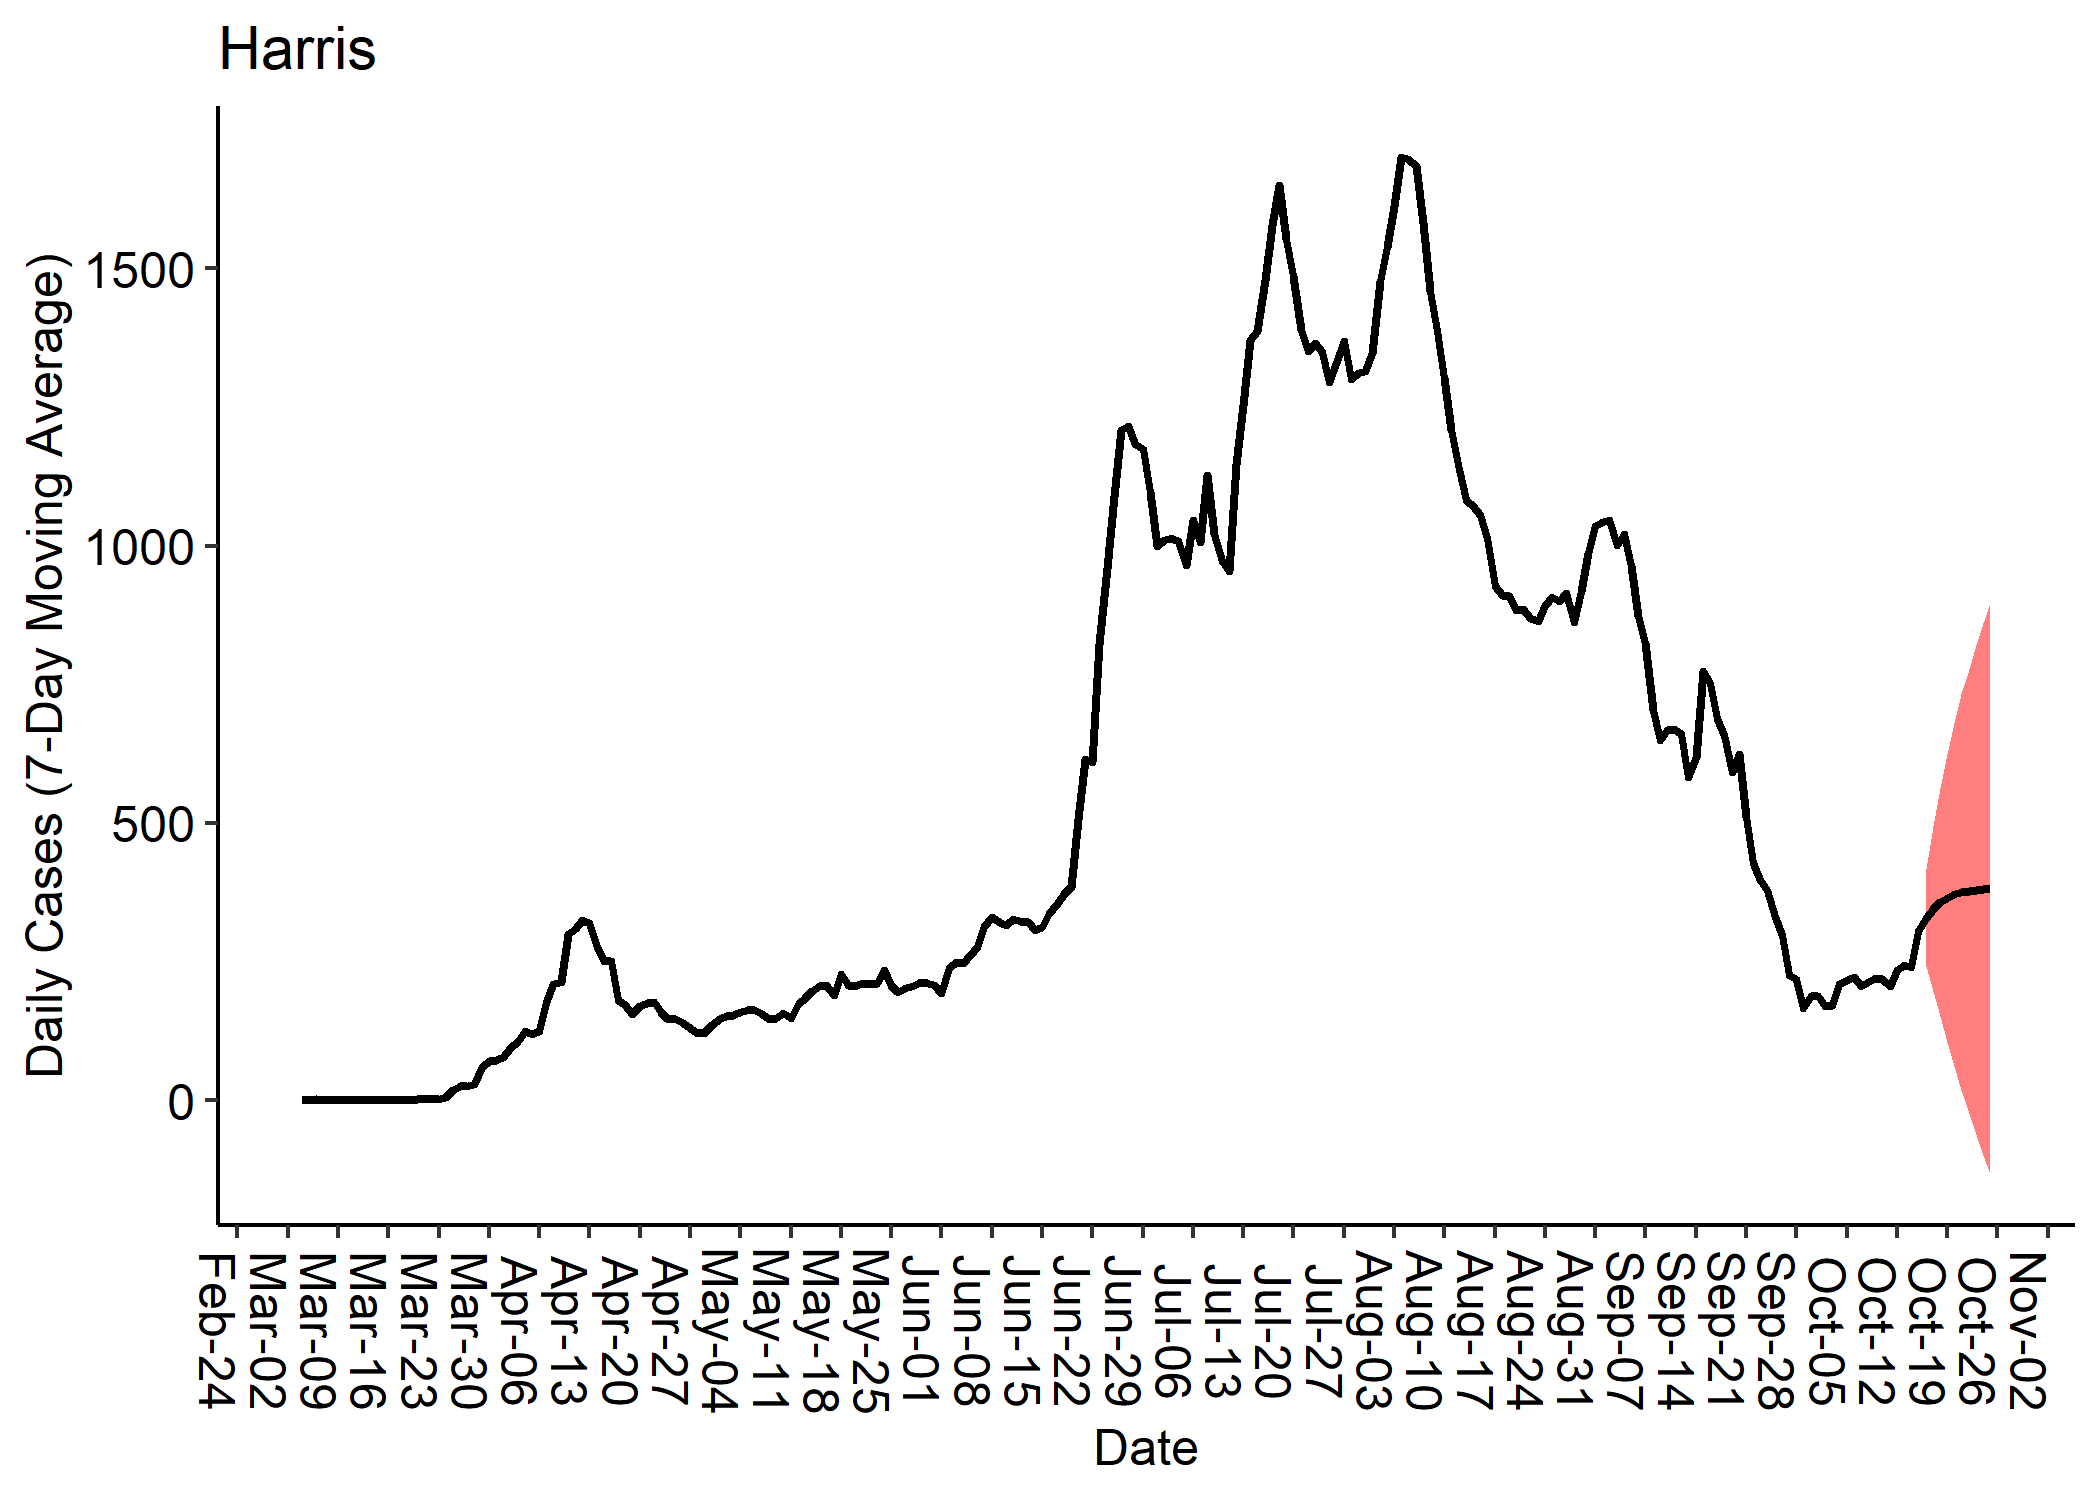 Harris
Daily Cases (7-Day Moving Average)
1500
1000
500
0
Feb-24
Mar-02
Mar-09
Mar-16
Mar-23
Mar-30
Apr-06
Apr-13
Apr-20
Apr-27
May-04
May-11
May-18
May-25
Jun-01
Jun-08
Jun-15
Jun-22
Jun-29
Jul-06
Jul-13
Jul-20
Jul-27
Aug-03
Aug-10
Aug-17
Aug-24
Aug-31
Sep-07
Sep-14
Sep-21
Sep-28
Oct-05
Oct-12
Oct-19
Oct-26
Nov-02
Date